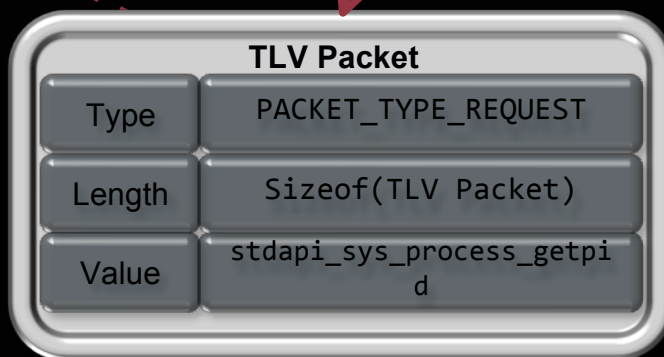 TLV Packet
Type PACKET_TYPE_REQUEST
Length Sizeof(TLV Packet)
Value stdapi_sys_process_getpi
d